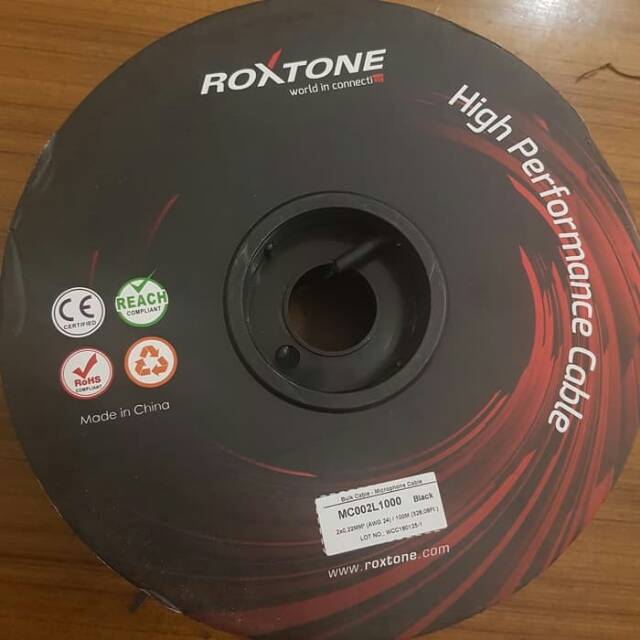 ROXTONE
world in connection
High Performance Cable
CE
CERTIFIED
REACH
COMPLIANT
RoHS
COMPLIANT
Made in China
Bulk Cable - Microphone Cable
MC002L1000 Black
2x0,22MM² (AWG 24) / 100M (328,08Ft.)
LOT NO.: WCC180125-1
www.roxtone.com